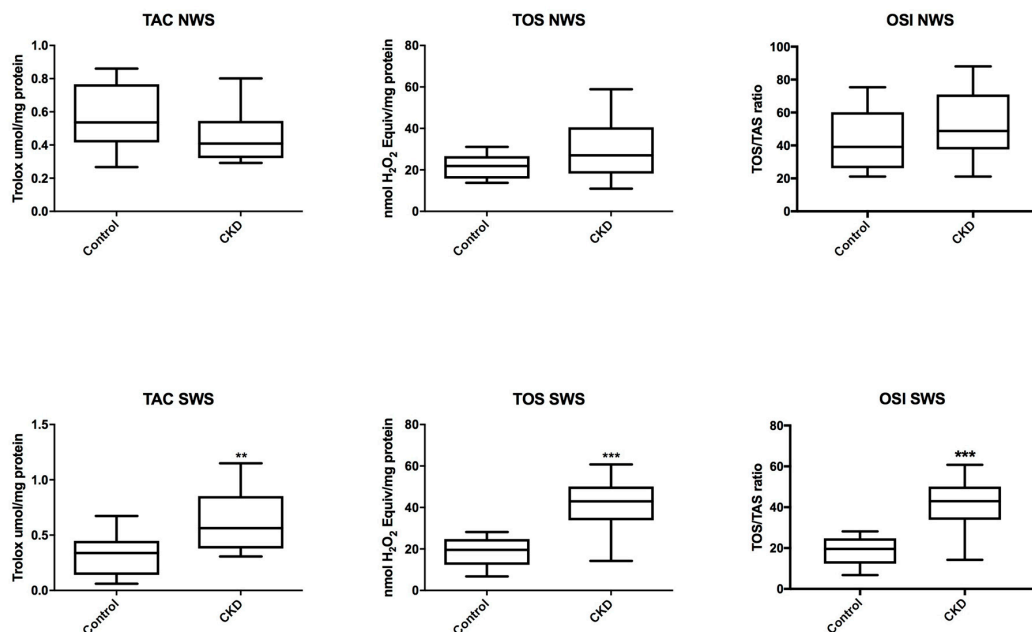 TAC NWS
Trolox umol/mg protein
1.0
0.8
0.6
0.4
0.2
0.0
Control
CKD
TOS NWS
nmol H₂O₂ Equiv/mg protein
80
60
40
20
0
Control
CKD
OSI NWS
TOS/TAS ratio
100
80
60
40
20
0
Control
CKD
TAC SWS
Trolox umol/mg protein
1.5
1.0
0.5
0.0
**
Control
CKD
TOS SWS
nmol H₂O₂ Equiv/mg protein
80
60
40
20
0
***
Control
CKD
OSI SWS
TOS/TAS ratio
80
60
40
20
0
***
Control
CKD